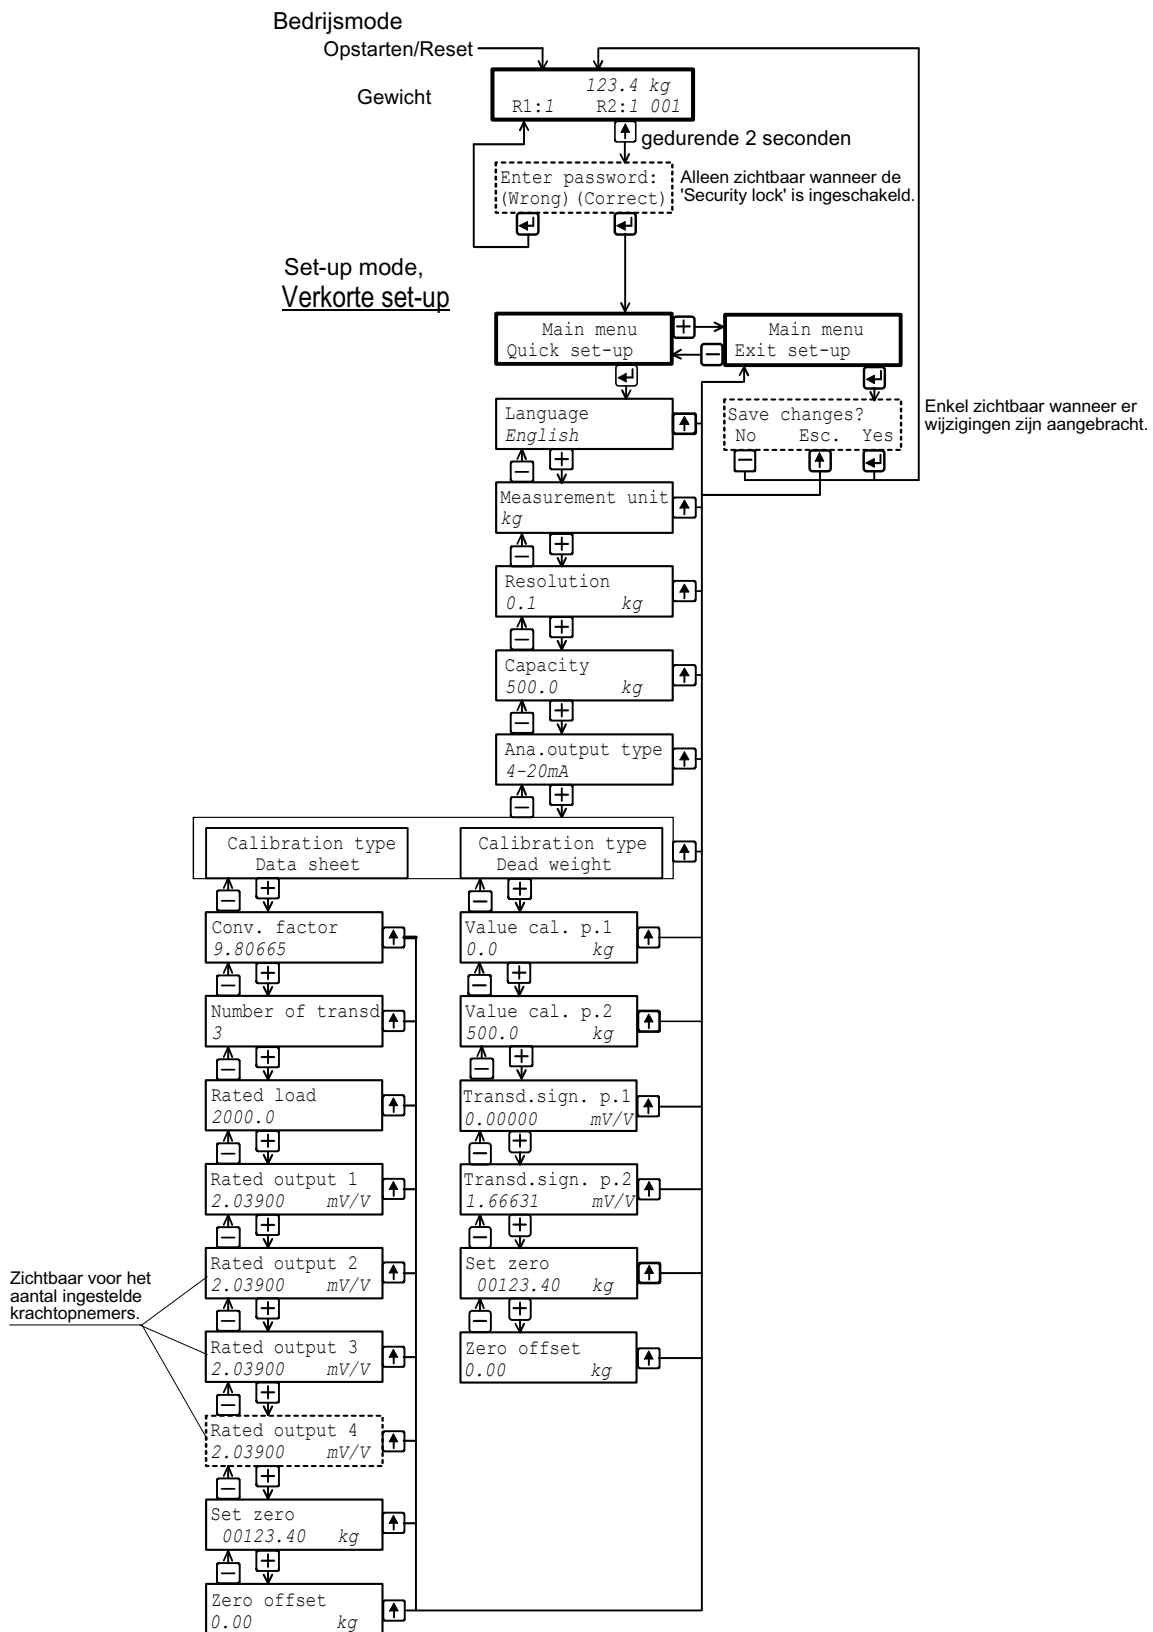 Bedrijsmode
Opstarten/Reset
Gewicht
123.4 kg
R1:1 R2:1 001
gedurende 2 seconden
Enter password:
(Wrong) (Correct)
Alleen zichtbaar wanneer de
'Security lock' is ingeschakeld.
Set-up mode,
Verkorte set-up
Main menu
Quick set-up
+
Main menu
Exit set-up
−
Language
English
Save changes?
No Esc. Yes
−
Enkel zichtbaar wanneer er
wijzigingen zijn aangebracht.
− +
Measurement unit
kg
− +
Resolution
0.1 kg
− +
Capacity
500.0 kg
− +
Ana.output type
4-20mA
− +
Calibration type
Data sheet
− +
Conv. factor
9.80665
− +
Number of transd
3
− +
Rated load
2000.0
− +
Rated output 1
2.03900 mV/V
− +
Rated output 2
2.03900 mV/V
− +
Rated output 3
2.03900 mV/V
− +
Rated output 4
2.03900 mV/V
− +
Set zero
00123.40 kg
− +
Zero offset
0.00 kg
Zichtbaar voor het
aantal ingestelde
krachtopnemers.
Calibration type
Dead weight
− +
Value cal. p.1
0.0 kg
− +
Value cal. p.2
500.0 kg
− +
Transd.sign. p.1
0.00000 mV/V
− +
Transd.sign. p.2
1.66631 mV/V
− +
Set zero
00123.40 kg
− +
Zero offset
0.00 kg